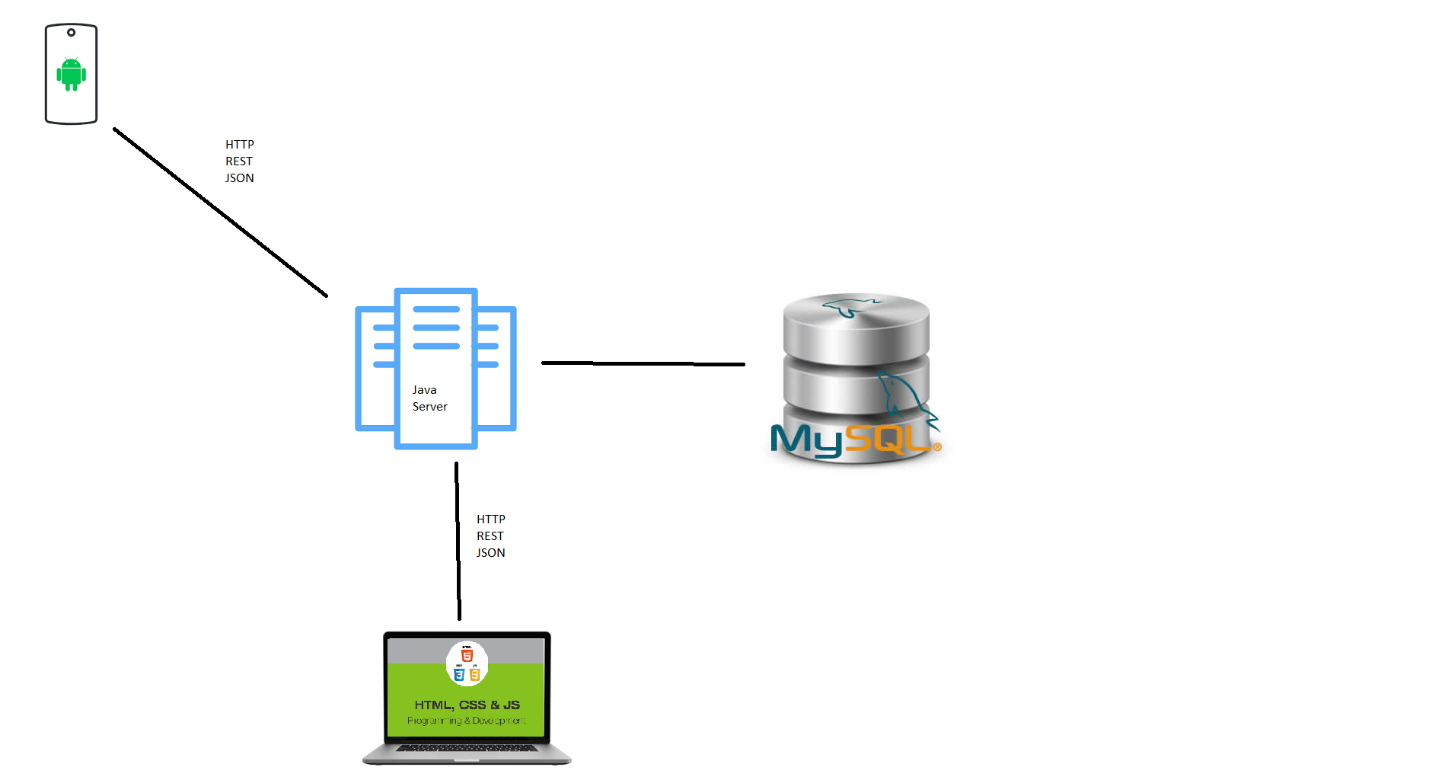 HTTP
REST
JSON
Java
Server
MySQL®
HTTP
REST
JSON
HTML, CSS & JS
Programming & Development